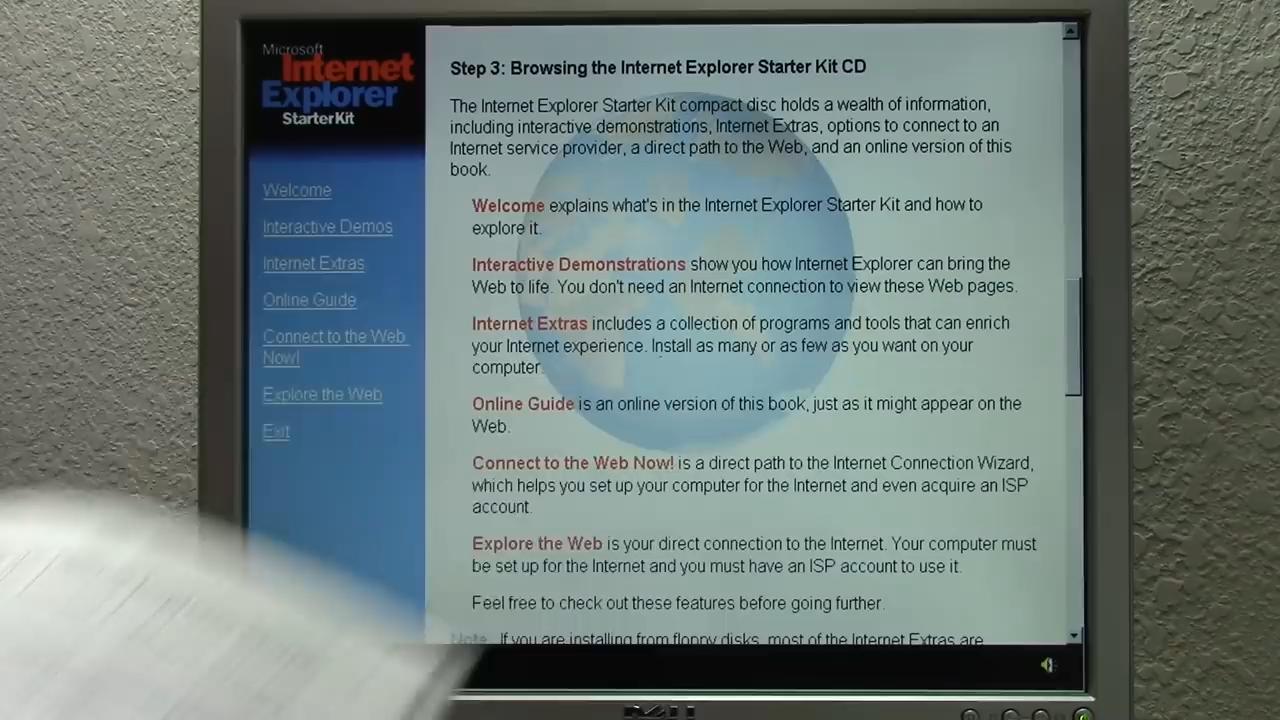 Microsoft
Internet
Explorer
Starter Kit
Welcome
Interactive Demos
Internet Extras
Online Guide
Connect to the Web
Now!
Explore the Web
Exit
Step 3: Browsing the Internet Explorer Starter Kit CD
The Internet Explorer Starter Kit compact disc holds a wealth of information,
including interactive demonstrations, Internet Extras, options to connect to an
Internet service provider, a direct path to the Web, and an online version of this
book.
Welcome explains what's in the Internet Explorer Starter Kit and how to
explore it.
Interactive Demonstrations show you how Internet Explorer can bring the
Web to life. You don't need an Internet connection to view these Web pages.
Internet Extras includes a collection of programs and tools that can enrich
your Internet experience. Install as many or as few as you want on your
computer.
Online Guide is an online version of this book, just as it might appear on the
Web.
Connect to the Web Now! is a direct path to the Internet Connection Wizard,
which helps you set up your computer for the Internet and even acquire an ISP
account.
Explore the Web is your direct connection to the Internet. Your computer must
be set up for the Internet and you must have an ISP account to use it.
Feel free to check out these features before going further.
Note If you are installing from floppy disks, most of the Internet Extras are
DELL